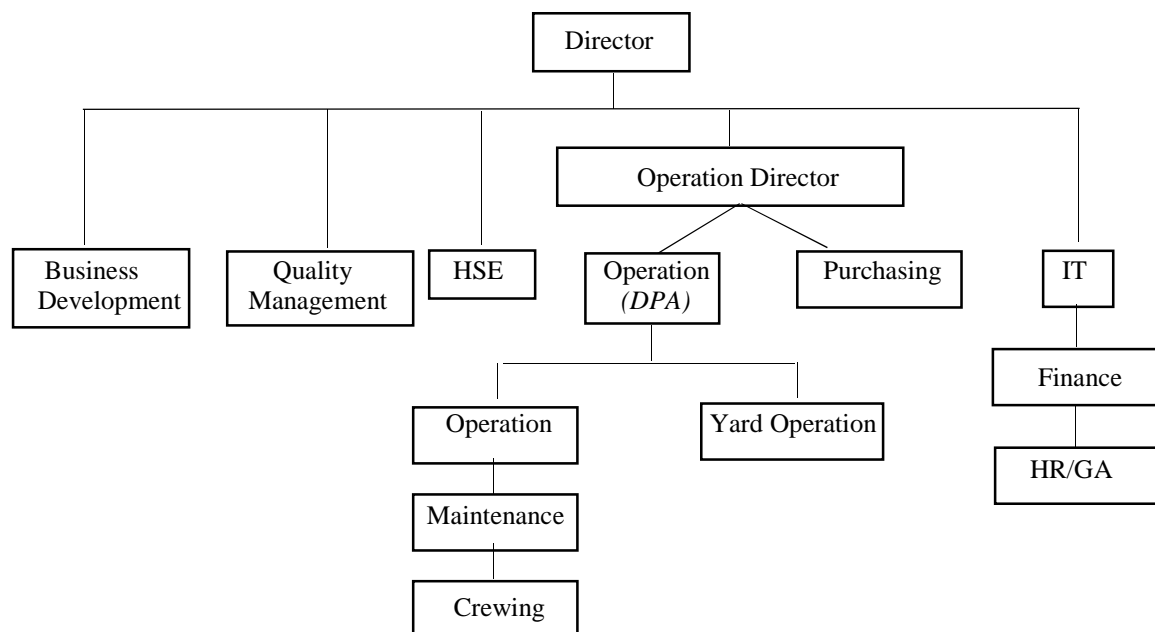 Director
Operation Director
Business
Development
Quality
Management
HSE
Operation
(DPA)
Purchasing
IT
Finance
Operation
Yard Operation
HR/GA
Maintenance
Crewing